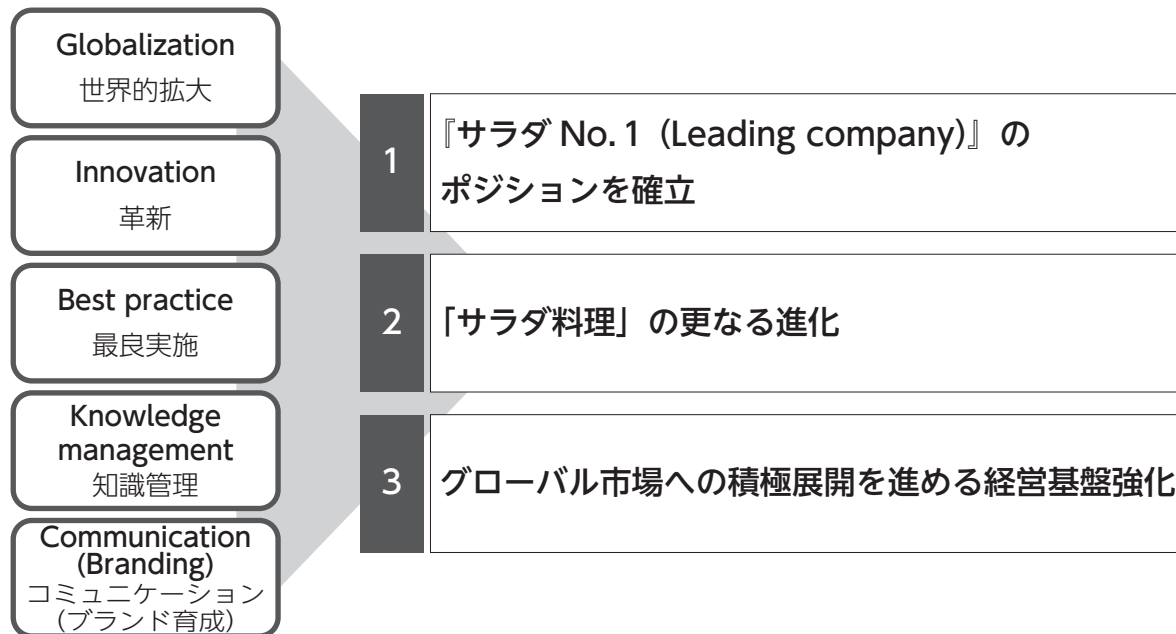 Globalization
世界的拡大
Innovation
革新
Best practice
最良実施
Knowledge
management
知識管理
Communication
(Branding)
コミュニケーション
(ブランド育成)
1
『サラダ No. 1 (Leading company)』の
ポジションを確立
2
「サラダ料理」の更なる進化
3
グローバル市場への積極展開を進める経営基盤強化